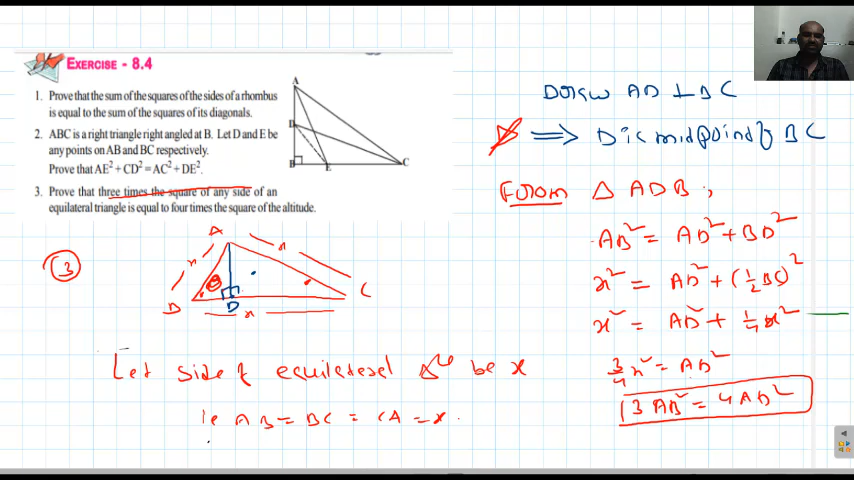 EXERCISE - 8.4
1. Prove that the sum of the squares of the sides of a rhombus
is equal to the sum of the squares of its diagonals.
2. ABC is a right triangle right angled at B. Let D and E be
any points on AB and BC respectively.
Prove that AE² + CD² = AC² + DE².
3. Prove that three times the square of any side of an
equilateral triangle is equal to four times the square of the altitude.
A
D
B
E
C
3
A
x
x
B
D
C
x
Let side of equilateral Δle be x
ie AB = BC = CA = x.
Draw AD ⊥ BC
⟹ D is midpoint of BC
From Δ ADB,
AB² = AD² + BD²
x² = AD² + (½BC)²
x² = AD² + ¼x²
¾x² = AD²
3AB² = 4AD²